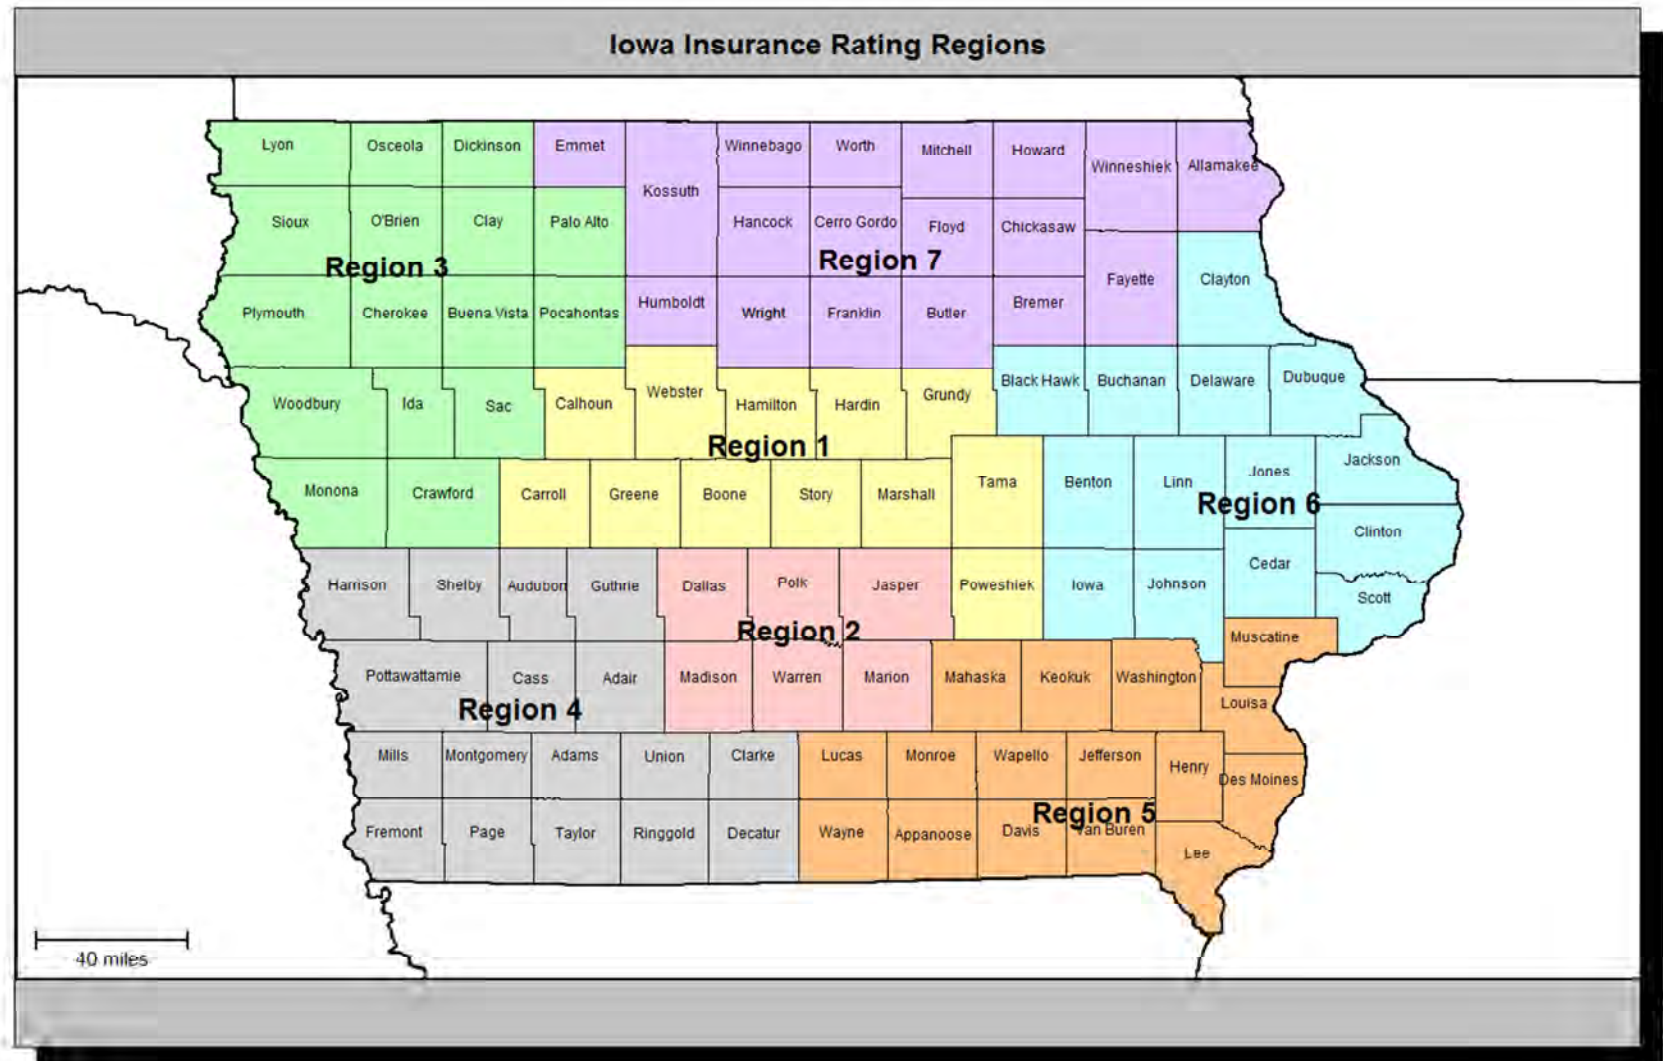 Iowa Insurance Rating Regions
Lyon Osceola Dickinson Emmet Kossuth Winnebago Worth Mitchell Howard Winneshiek Allamakee
Sioux O'Brien Clay Palo Alto Hancock Cerro Gordo Floyd Chickasaw
Region 3 Region 7
Fayette Clayton
Plymouth Cherokee Buena Vista Pocahontas Humboldt Wright Franklin Butler Bremer
Woodbury Ida Sac Calhoun Webster Hamilton Hardin Grundy Black Hawk Buchanan Delaware Dubuque
Region 1
Monona Crawford Carroll Greene Boone Story Marshall Tama Benton Linn Jones Jackson
Region 6
Clinton
Harrison Shelby Audubon Guthrie Dallas Polk Jasper Poweshiek Iowa Johnson Cedar Scott
Region 2
Muscatine
Pottawattamie Cass Adair Madison Warren Marion Mahaska Keokuk Washington
Region 4
Louisa
Mills Montgomery Adams Union Clarke Lucas Monroe Wapello Jefferson Henry Des Moines
Region 5
Fremont Page Taylor Ringgold Decatur Wayne Appanoose Davis Van Buren
Lee
40 miles